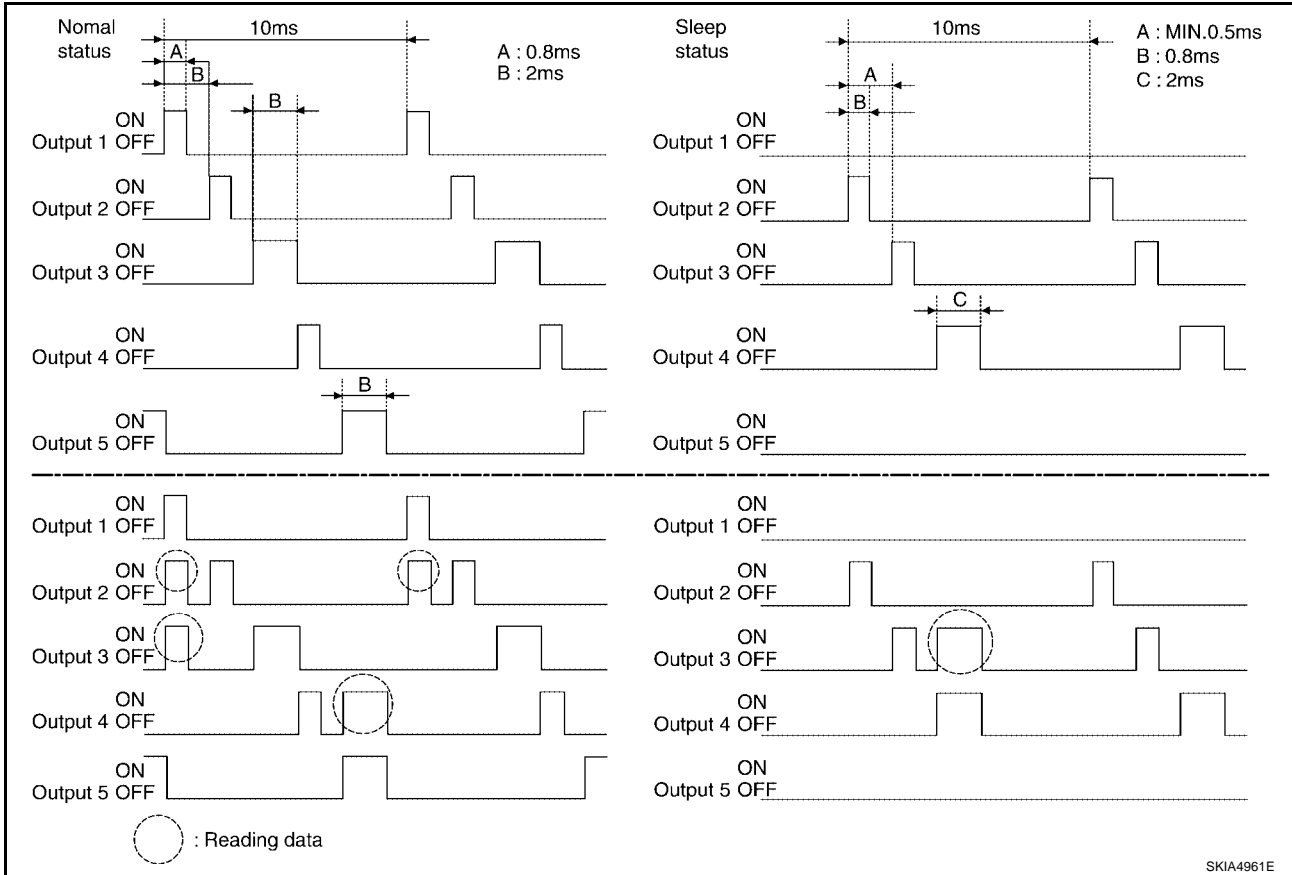 Nomal
status
10ms
A
B
B
A : 0.8ms
B : 2ms
ON
Output 1 OFF
ON
Output 2 OFF
ON
Output 3 OFF
ON
Output 4 OFF
B
ON
Output 5 OFF
Sleep
status
10ms
A
B
A : MIN.0.5ms
B : 0.8ms
C : 2ms
ON
Output 1 OFF
ON
Output 2 OFF
ON
Output 3 OFF
C
ON
Output 4 OFF
ON
Output 5 OFF
ON
Output 1 OFF
ON
Output 2 OFF
ON
Output 3 OFF
ON
Output 4 OFF
ON
Output 5 OFF
: Reading data
ON
Output 1 OFF
ON
Output 2 OFF
ON
Output 3 OFF
ON
Output 4 OFF
ON
Output 5 OFF
SKIA4961E